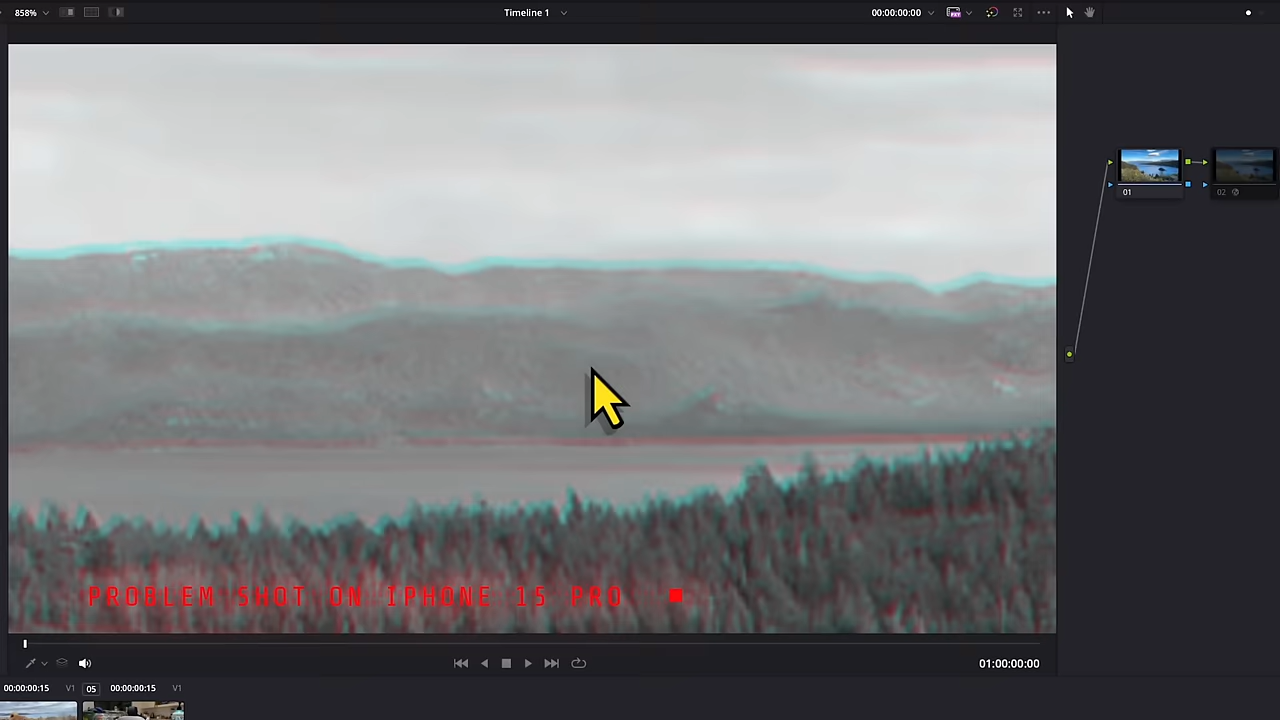 858%
Timeline 1
00:00:00:00
01
02
PROBLEM SHOT ON IPHONE 15 PRO
01:00:00:00
00:00:00:15 V1 05 00:00:00:15 V1